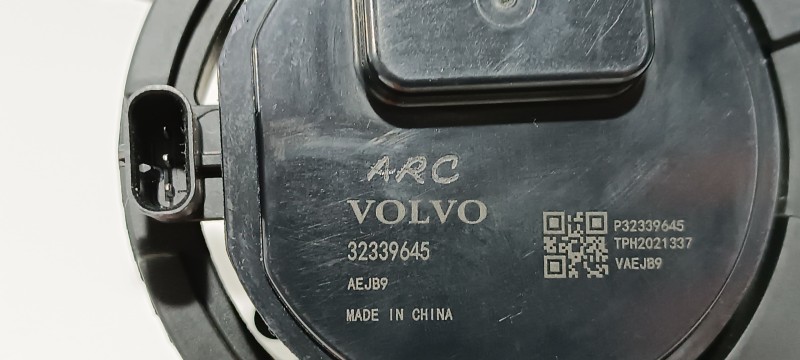 ARC
VOLVO
32339645
AEJB9
MADE IN CHINA
P32339645
TPH2021337
VAEJB9